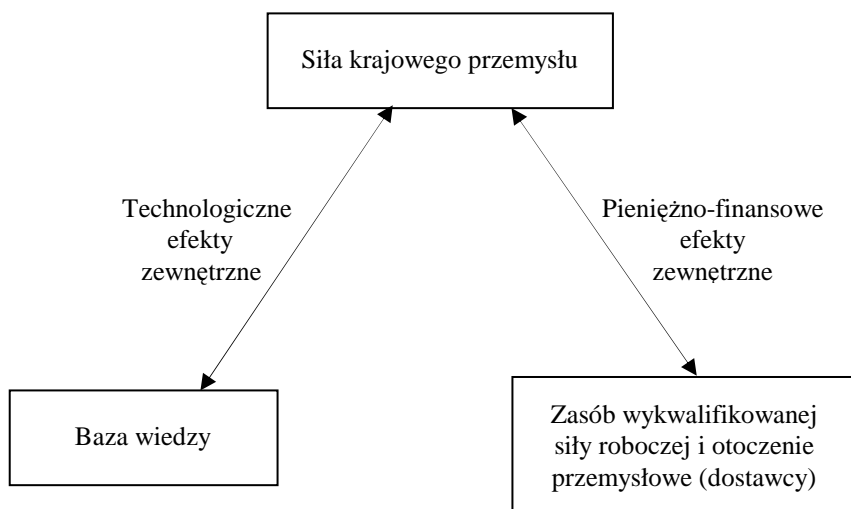 Siła krajowego przemysłu
Technologiczne
efekty
zewnętrzne
Pieniężno-finansowe
efekty
zewnętrzne
Baza wiedzy
Zasób wykwalifikowanej
siły roboczej i otoczenie
przemysłowe (dostawcy)